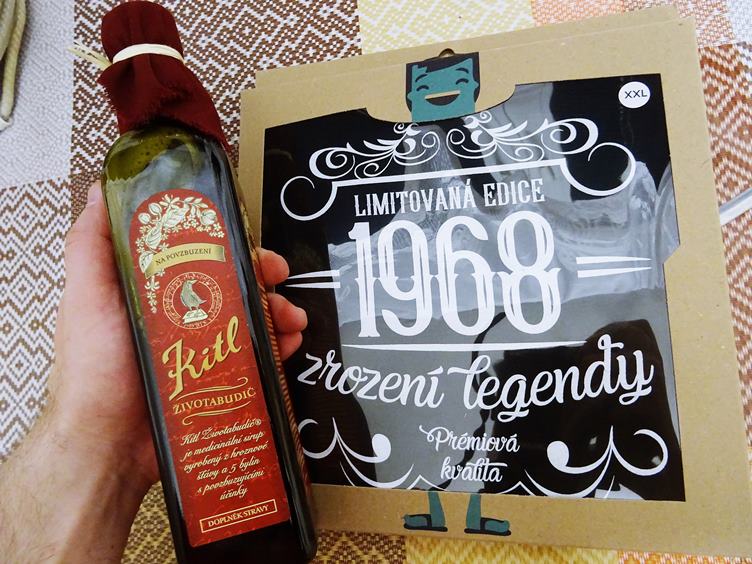 NA POVZBUZENÍ
Kitl
ŽIVOTABUDIČ
Kitl Životabudič®
je medicinální sirup
vyrobený z hroznové
šťávy a 5 bylin
s povzbuzujícími
účinky
DOPLNĚK STRAVY
XXL
LIMITOVANÁ EDICE
1968
zrození legendy
Prémiová
kvalita